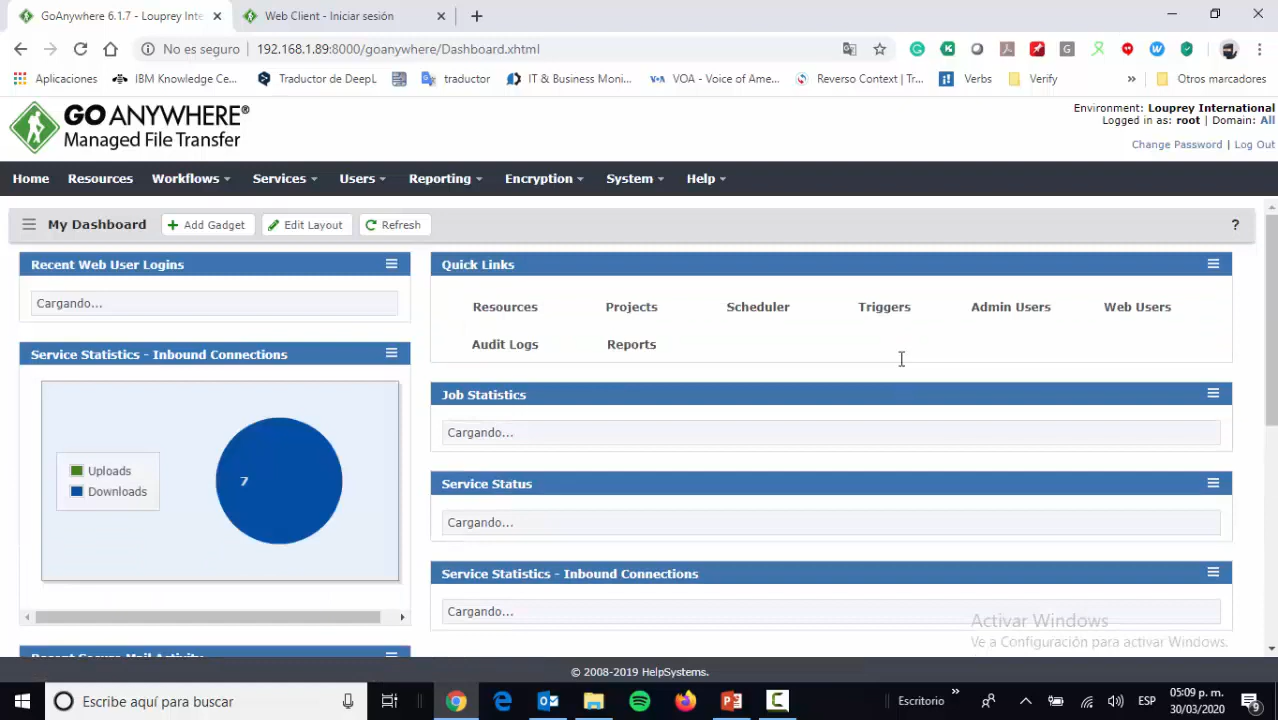 GoAnywhere 6.1.7 - Louprey Inte
Web Client - Iniciar sesión
No es seguro
192.168.1.89:8000/goanywhere/Dashboard.xhtml
Aplicaciones
IBM Knowledge Ce...
Traductor de DeepL
traductor
IT & Business Moni...
VOA - Voice of Ame...
Reverso Context | Tr...
Verbs
Verify
»
Otros marcadores
GO ANYWHERE®
Managed File Transfer
Environment: Louprey International
Logged in as: root | Domain: All
Change Password | Log Out
Home Resources Workflows Services Users Reporting Encryption System Help
My Dashboard
Add Gadget
Edit Layout
Refresh
?
Recent Web User Logins
Cargando...
Service Statistics - Inbound Connections
Uploads
Downloads
7
Quick Links
Resources Projects Scheduler Triggers Admin Users Web Users
Audit Logs Reports
Job Statistics
Cargando...
Service Status
Cargando...
Service Statistics - Inbound Connections
Cargando...
Recent Secure Mail Activity
Activar Windows
Ve a Configuración para activar Windows.
© 2008-2019 HelpSystems.
Escribe aquí para buscar
Escritorio
»
ESP
05:09 p. m.
30/03/2020
9